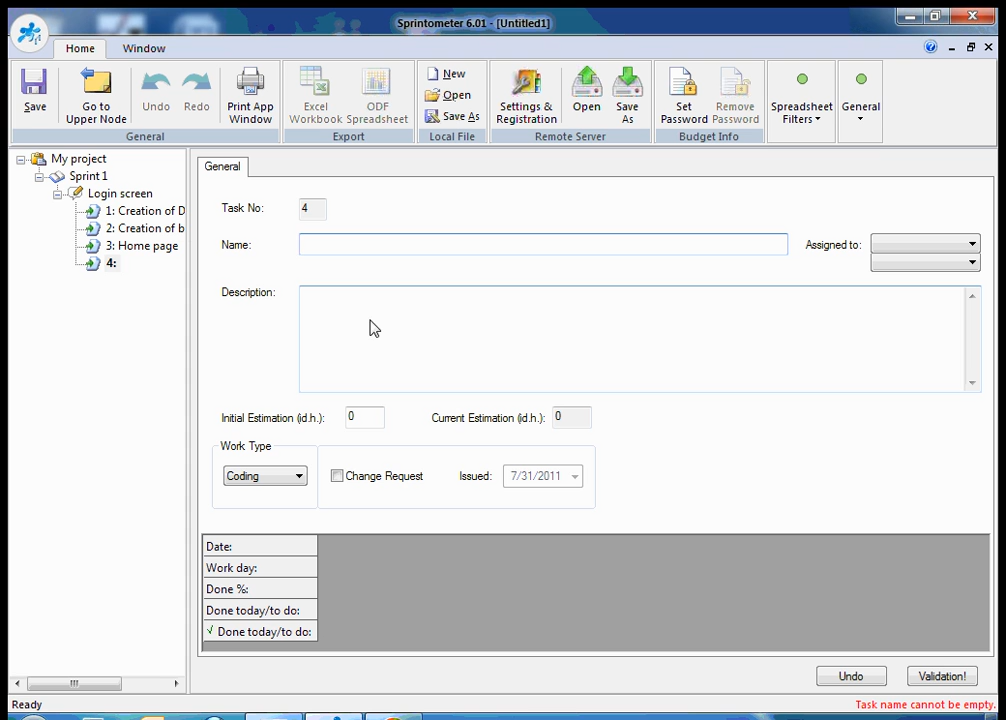 Sprintometer 6.01 - [Untitled1]
Home
Window
Save
Go to
Upper Node
Undo
Redo
Print App
Window
General
Excel
Workbook
ODF
Spreadsheet
Export
New
Open
Save As
Local File
Settings &
Registration
Open
Save
As
Remote Server
Set
Password
Remove
Password
Budget Info
Spreadsheet
Filters
General
My project
Sprint 1
Login screen
1: Creation of D
2: Creation of b
3: Home page
4:
General
Task No: 4
Name:
Assigned to:
Description:
Initial Estimation (id.h.): 0
Current Estimation (id.h.): 0
Work Type
Coding
Change Request
Issued: 7/31/2011
Date:
Work day:
Done %:
Done today/to do:
√ Done today/to do:
Undo
Validation!
Ready
Task name cannot be empty.